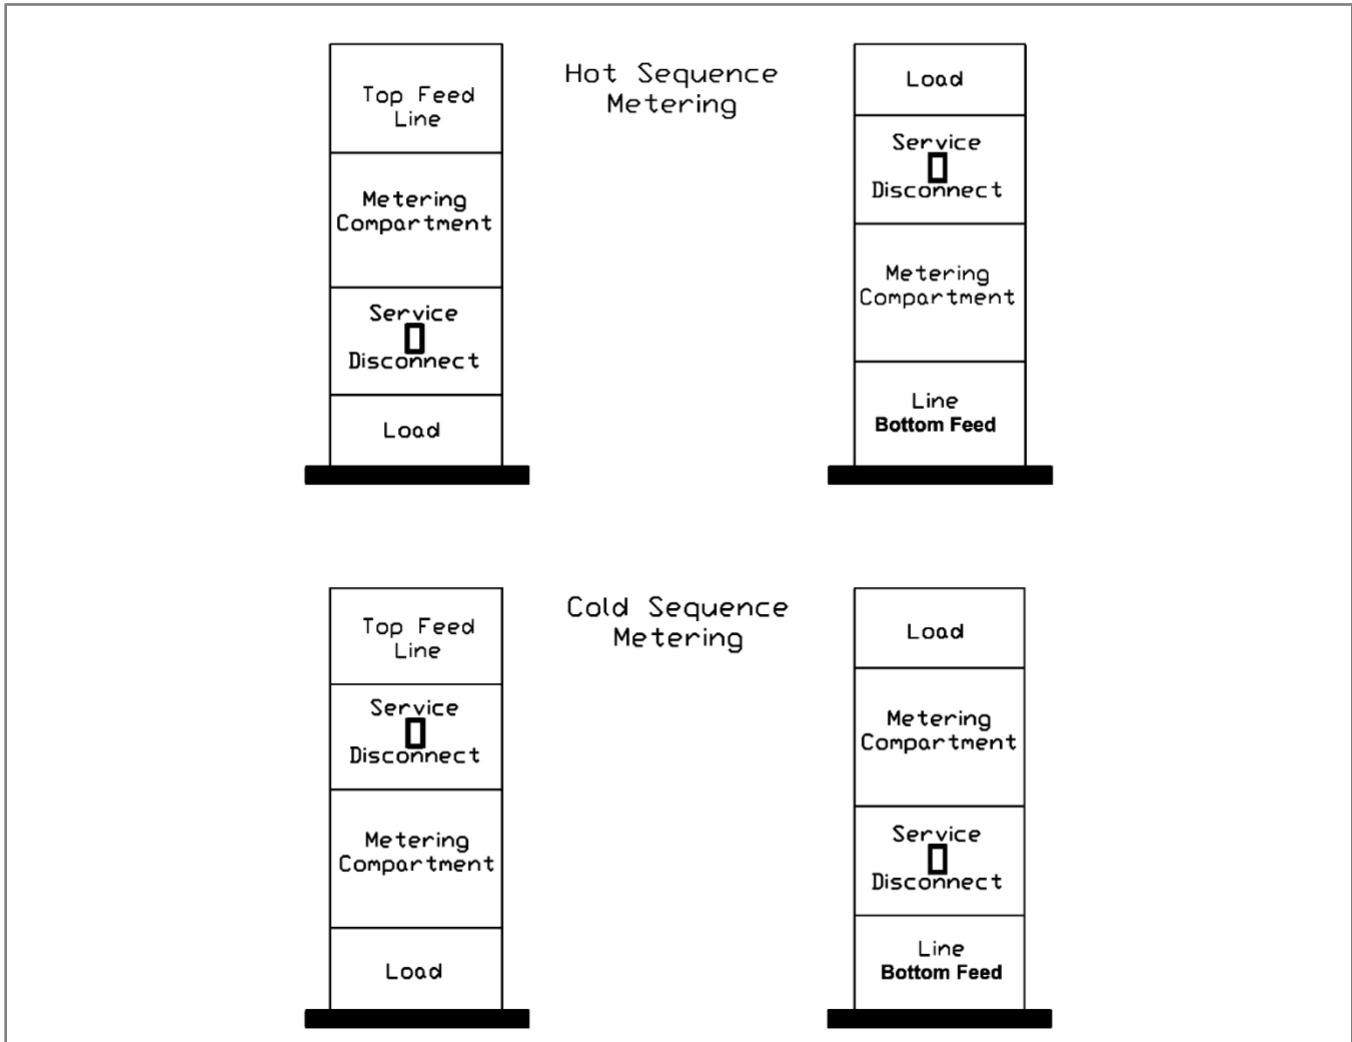 Hot Sequence
Metering
Top Feed
Line
Metering
Compartment
Service
Disconnect
Load
Load
Service
Disconnect
Metering
Compartment
Line
Bottom Feed
Cold Sequence
Metering
Top Feed
Line
Service
Disconnect
Metering
Compartment
Load
Load
Metering
Compartment
Service
Disconnect
Line
Bottom Feed